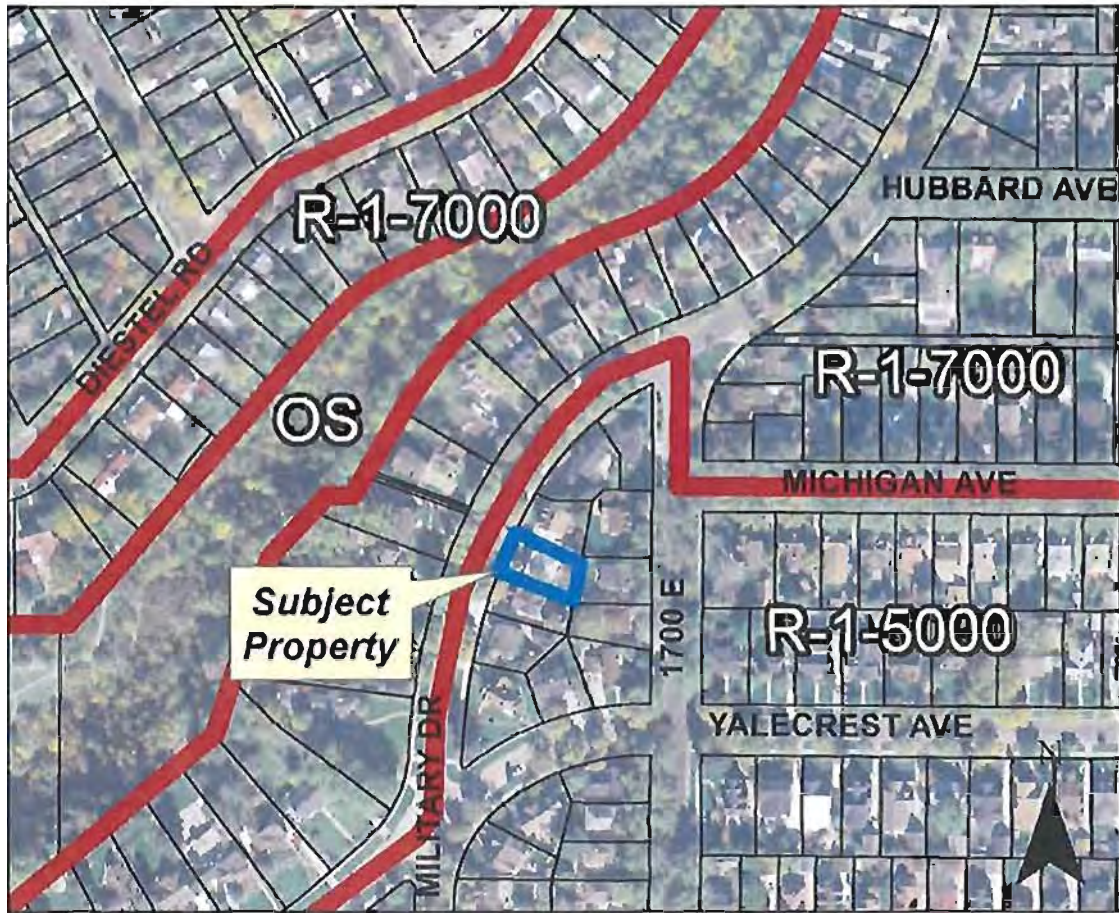 HUBBARD AVE
R-1-7000
DIESTEL RD
R-1-7000
OS
MICHIGAN AVE
Subject
Property
1700 E
R-1-5000
YALECREST AVE
MILITARY DR
N